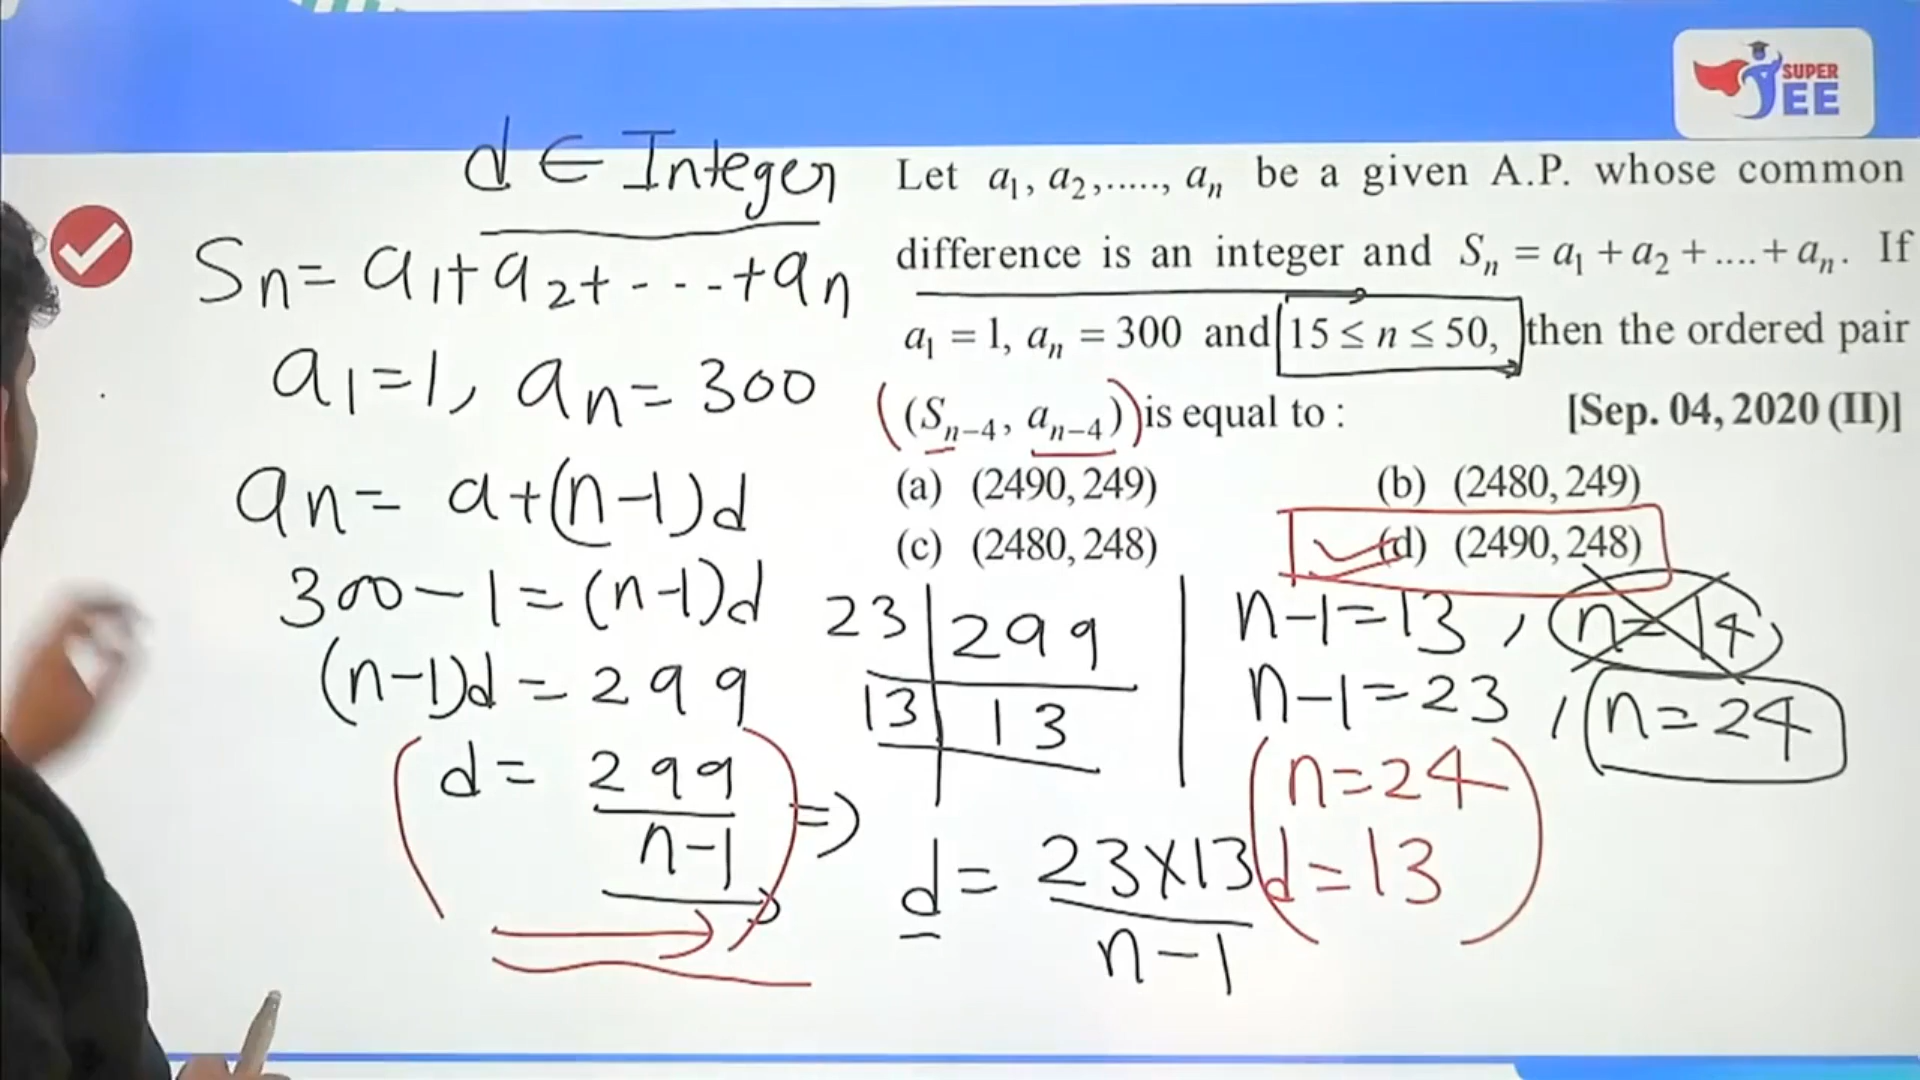 SUPER
JEE
d ∈ Integer
Sn = a1 + a2 + - - - + an
a1 = 1, an = 300
an = a + (n-1)d
300 - 1 = (n-1)d
(n-1)d = 299
d = 299/n-1 =>
Let a₁, a₂,....., aₙ be a given A.P. whose common
difference is an integer and Sₙ = a₁ + a₂ + .... + aₙ. If
a₁ = 1, aₙ = 300 and 15 ≤ n ≤ 50, then the ordered pair
(Sₙ₋₄, aₙ₋₄) is equal to : [Sep. 04, 2020 (II)]
(a) (2490, 249) (b) (2480, 249)
(c) (2480, 248) (d) (2490, 248)
23 | 299
13 | 13
n-1 = 13, n = 14
n-1 = 23, n = 24
n = 24
d = 13
d = 23×13/n-1